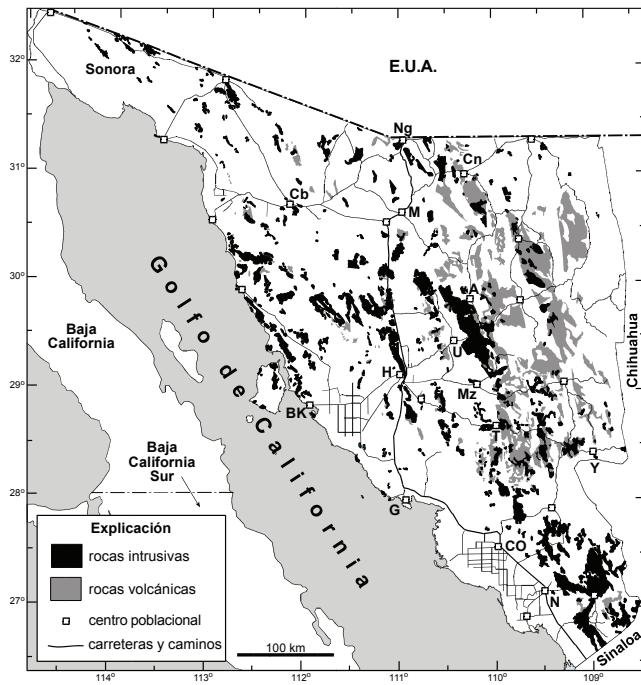 32°
31°
30°
29°
28°
27°
Sonora
E.U.A.
Ng
Cn
Cb
M
A
U
H
Mz
BK
T
Y
G
CO
N
Chihuahua
Sinaloa
Golfo de California
Baja
California
Baja
California
Sur
Explicación
rocas intrusivas
rocas volcánicas
centro poblacional
carreteras y caminos
100 km
114°
113°
112°
111°
110°
109°